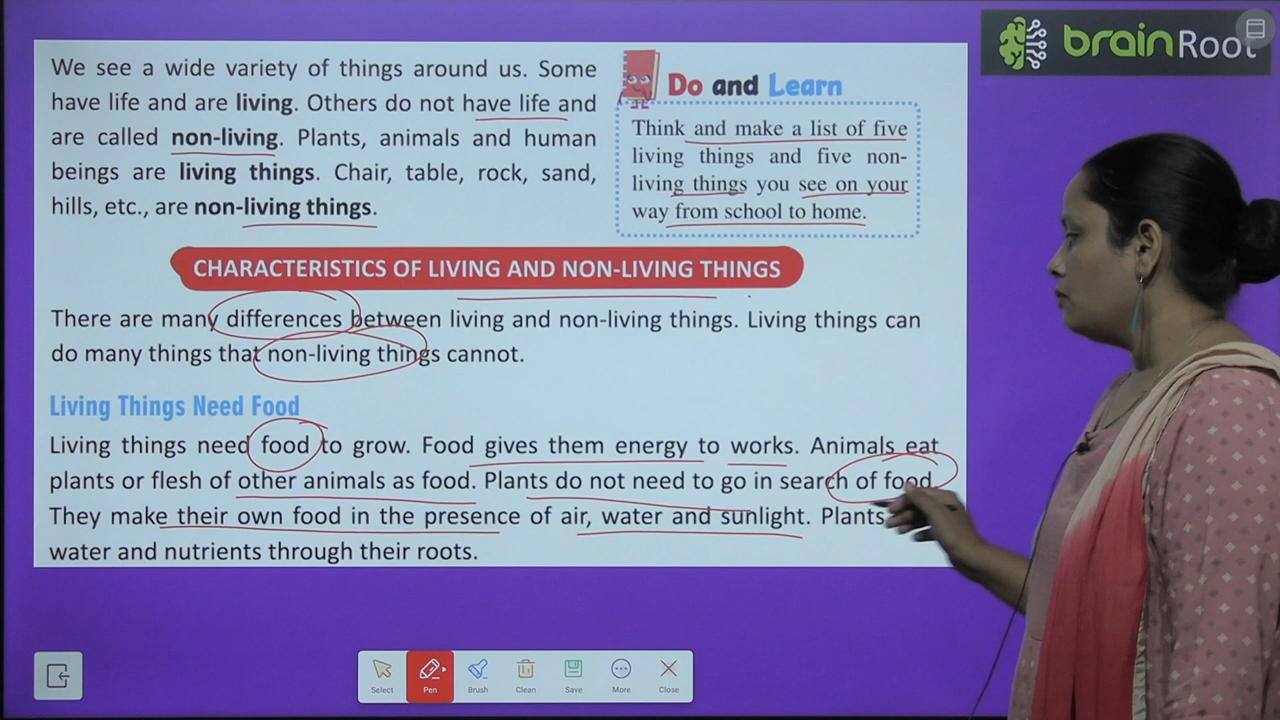 brain Root
We see a wide variety of things around us. Some
have life and are living. Others do not have life and
are called non-living. Plants, animals and human
beings are living things. Chair, table, rock, sand,
hills, etc., are non-living things.
Do and Learn
Think and make a list of five
living things and five non-
living things you see on your
way from school to home.
CHARACTERISTICS OF LIVING AND NON-LIVING THINGS
There are many differences between living and non-living things. Living things can
do many things that non-living things cannot.
Living Things Need Food
Living things need food to grow. Food gives them energy to works. Animals eat
plants or flesh of other animals as food. Plants do not need to go in search of food.
They make their own food in the presence of air, water and sunlight. Plants
water and nutrients through their roots.
Select Pen Brush Clean Save More Close